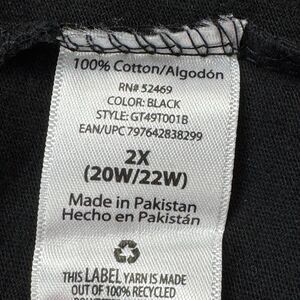 100% Cotton/Algodón
RN# 52469
COLOR: BLACK
STYLE: GT49T001B
EAN/UPC 797642838299
2X
(20W/22W)
Made in Pakistan
Hecho en Pakistán
THIS LABEL YARN IS MADE
OUT OF 100% RECYCLED